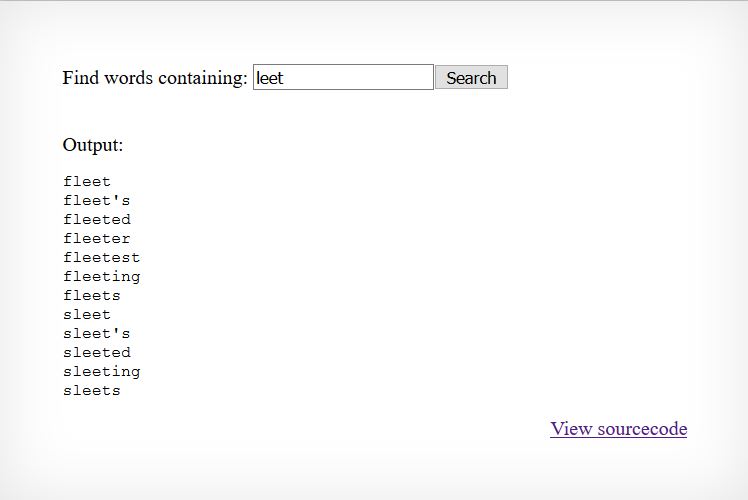 Find words containing: leet Search
Output:
fleet
fleet's
fleeted
fleeter
fleetest
fleeting
fleets
sleet
sleet's
sleeted
sleeting
sleets
View sourcecode